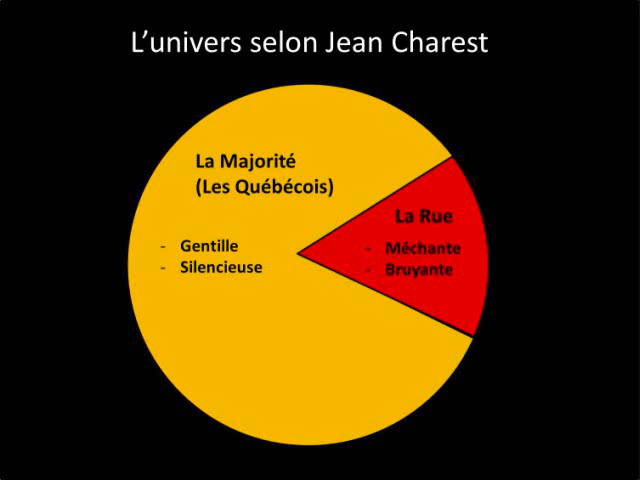 L’univers selon Jean Charest
La Majorité
(Les Québécois)
- Gentille
- Silencieuse
La Rue
- Méchante
- Bruyante